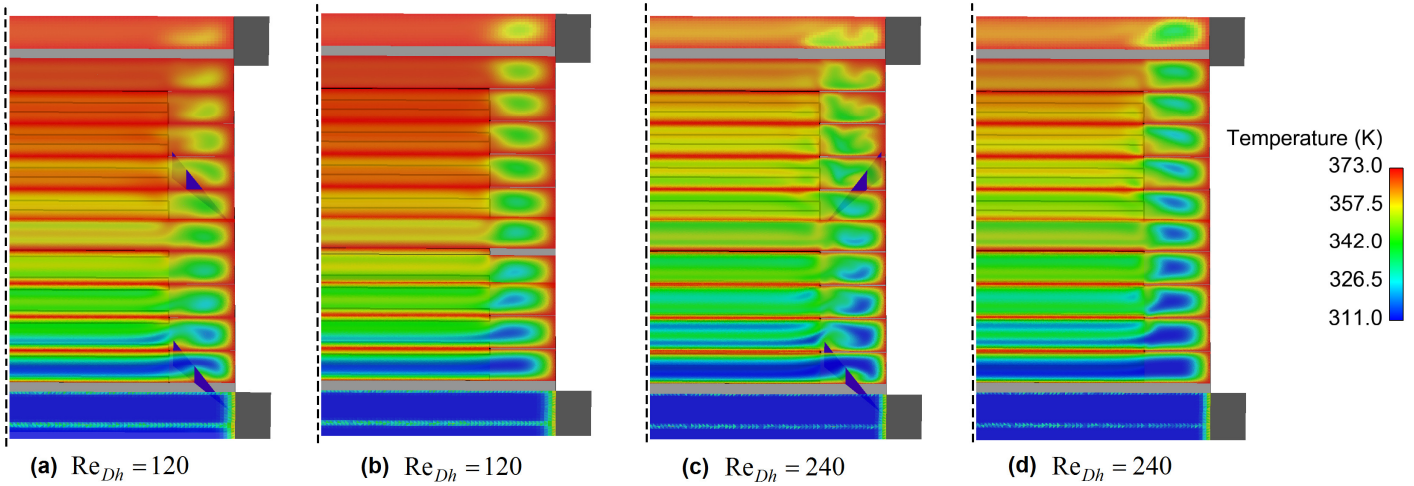 Temperature (K)
373.0
357.5
342.0
326.5
311.0
(a) Re_Dh = 120
(b) Re_Dh = 120
(c) Re_Dh = 240
(d) Re_Dh = 240